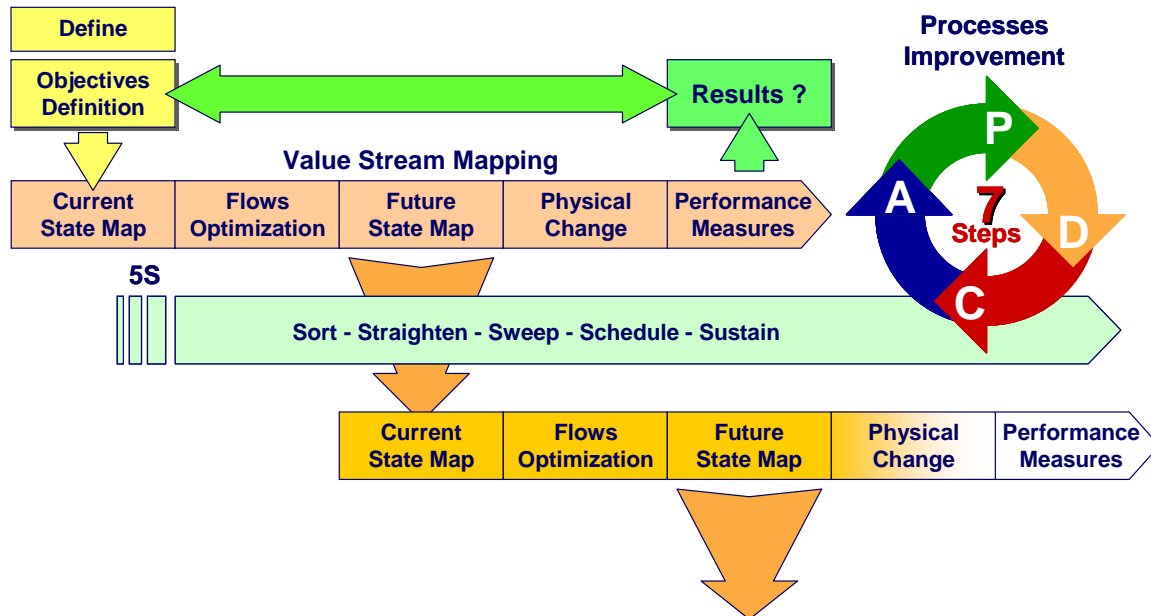 Define
Objectives
Definition
Results ?
Processes
Improvement
P
A
7
Steps
D
C
Value Stream Mapping
Current
State Map
Flows
Optimization
Future
State Map
Physical
Change
Performance
Measures
5S
Sort - Straighten - Sweep - Schedule - Sustain
Current
State Map
Flows
Optimization
Future
State Map
Physical
Change
Performance
Measures